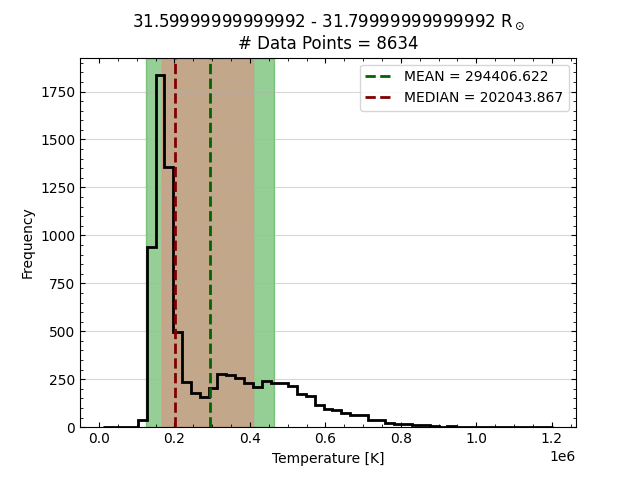 31.59999999999992 - 31.79999999999992 R☉
# Data Points = 8634
MEAN = 294406.622
MEDIAN = 202043.867
Frequency
1750
1500
1250
1000
750
500
250
0
0.0 0.2 0.4 0.6 0.8 1.0 1.2
1e6
Temperature [K]